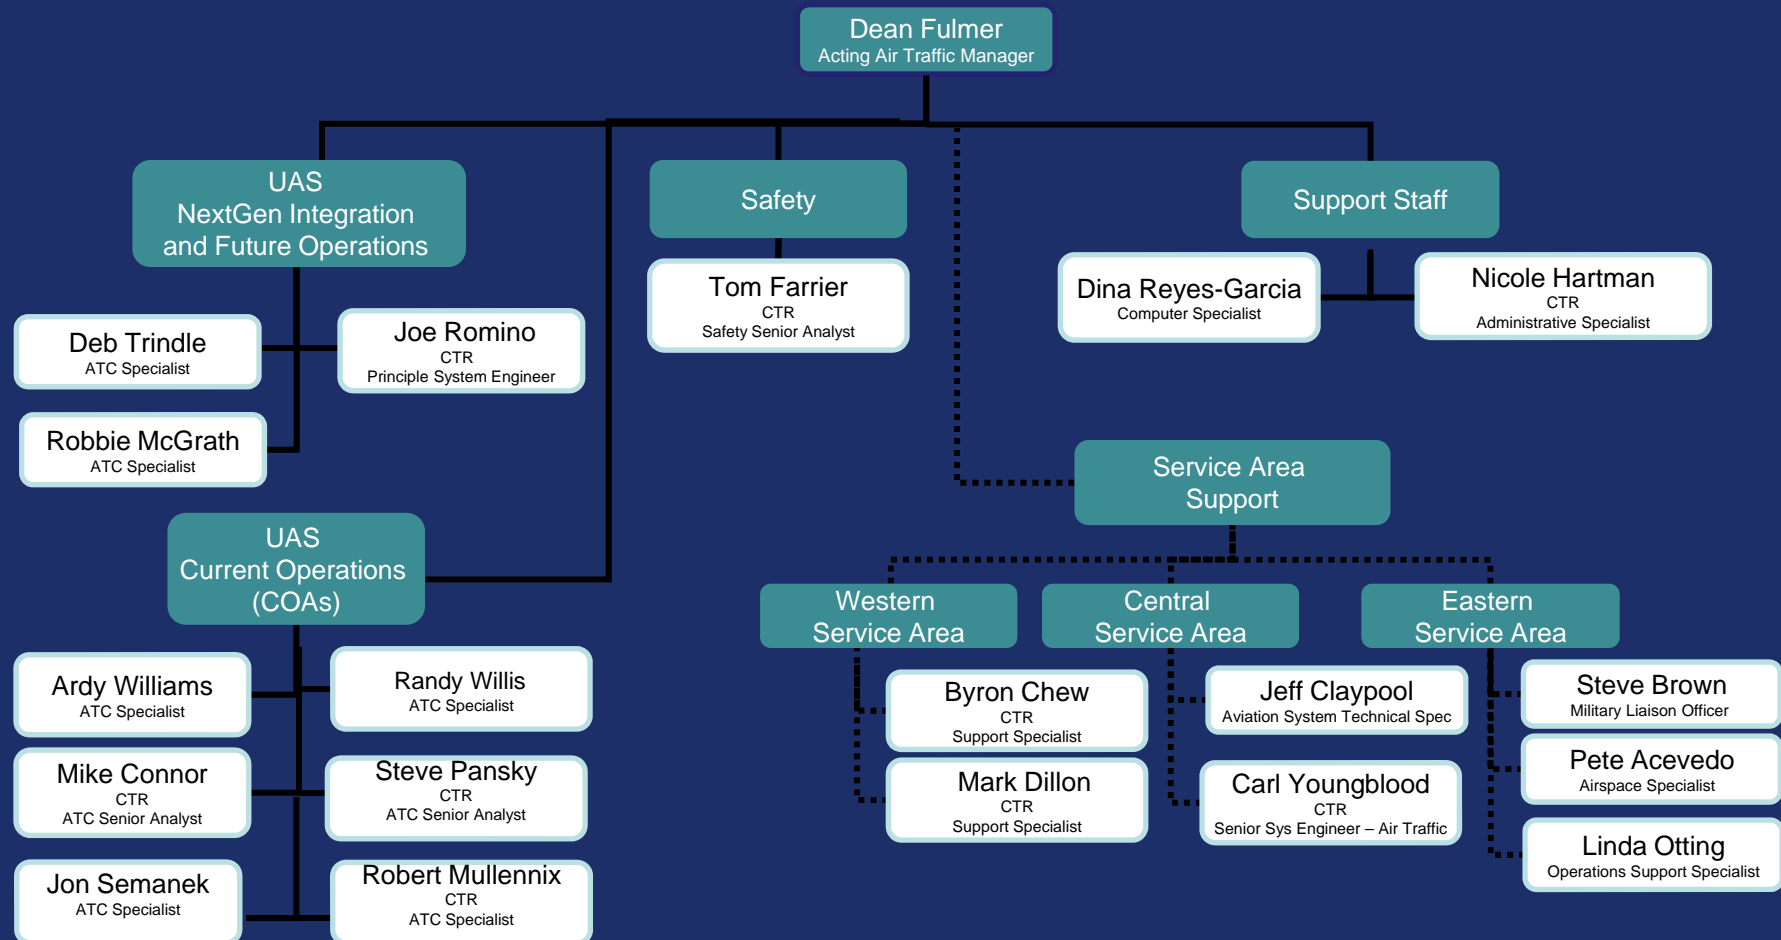 Dean Fulmer
Acting Air Traffic Manager
UAS
NextGen Integration
and Future Operations
Safety
Support Staff
Deb Trindle
ATC Specialist
Joe Romino
CTR
Principle System Engineer
Robbie McGrath
ATC Specialist
Tom Farrier
CTR
Safety Senior Analyst
Dina Reyes-Garcia
Computer Specialist
Nicole Hartman
CTR
Administrative Specialist
UAS
Current Operations
(COAs)
Ardy Williams
ATC Specialist
Randy Willis
ATC Specialist
Mike Connor
CTR
ATC Senior Analyst
Steve Pansky
CTR
ATC Senior Analyst
Jon Semanek
ATC Specialist
Robert Mullennix
CTR
ATC Specialist
Service Area
Support
Western
Service Area
Central
Service Area
Eastern
Service Area
Byron Chew
CTR
Support Specialist
Mark Dillon
CTR
Support Specialist
Jeff Claypool
Aviation System Technical Spec
Carl Youngblood
CTR
Senior Sys Engineer – Air Traffic
Steve Brown
Military Liaison Officer
Pete Acevedo
Airspace Specialist
Linda Otting
Operations Support Specialist